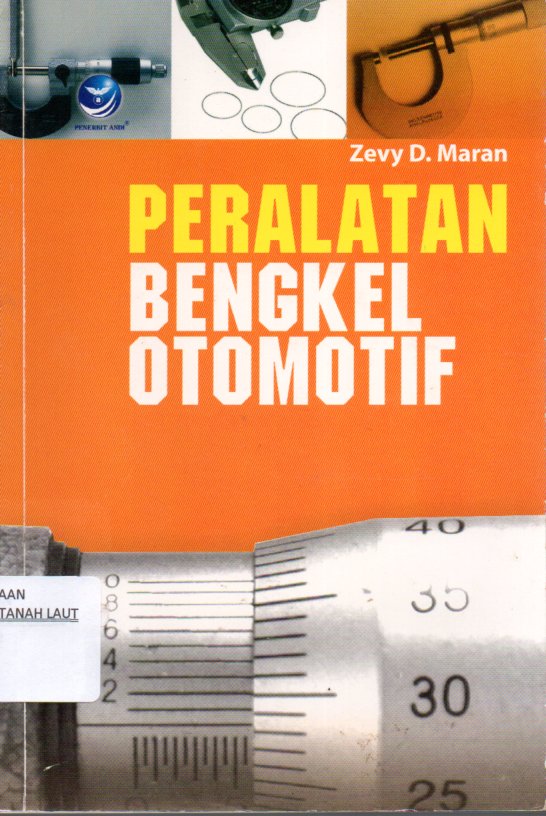 PENERBIT ANDI®
Zevy D. Maran
PERALATAN
BENGKEL
OTOMOTIF
AAN
TANAH LAUT
0
8
6
4
2
40
35
30
25